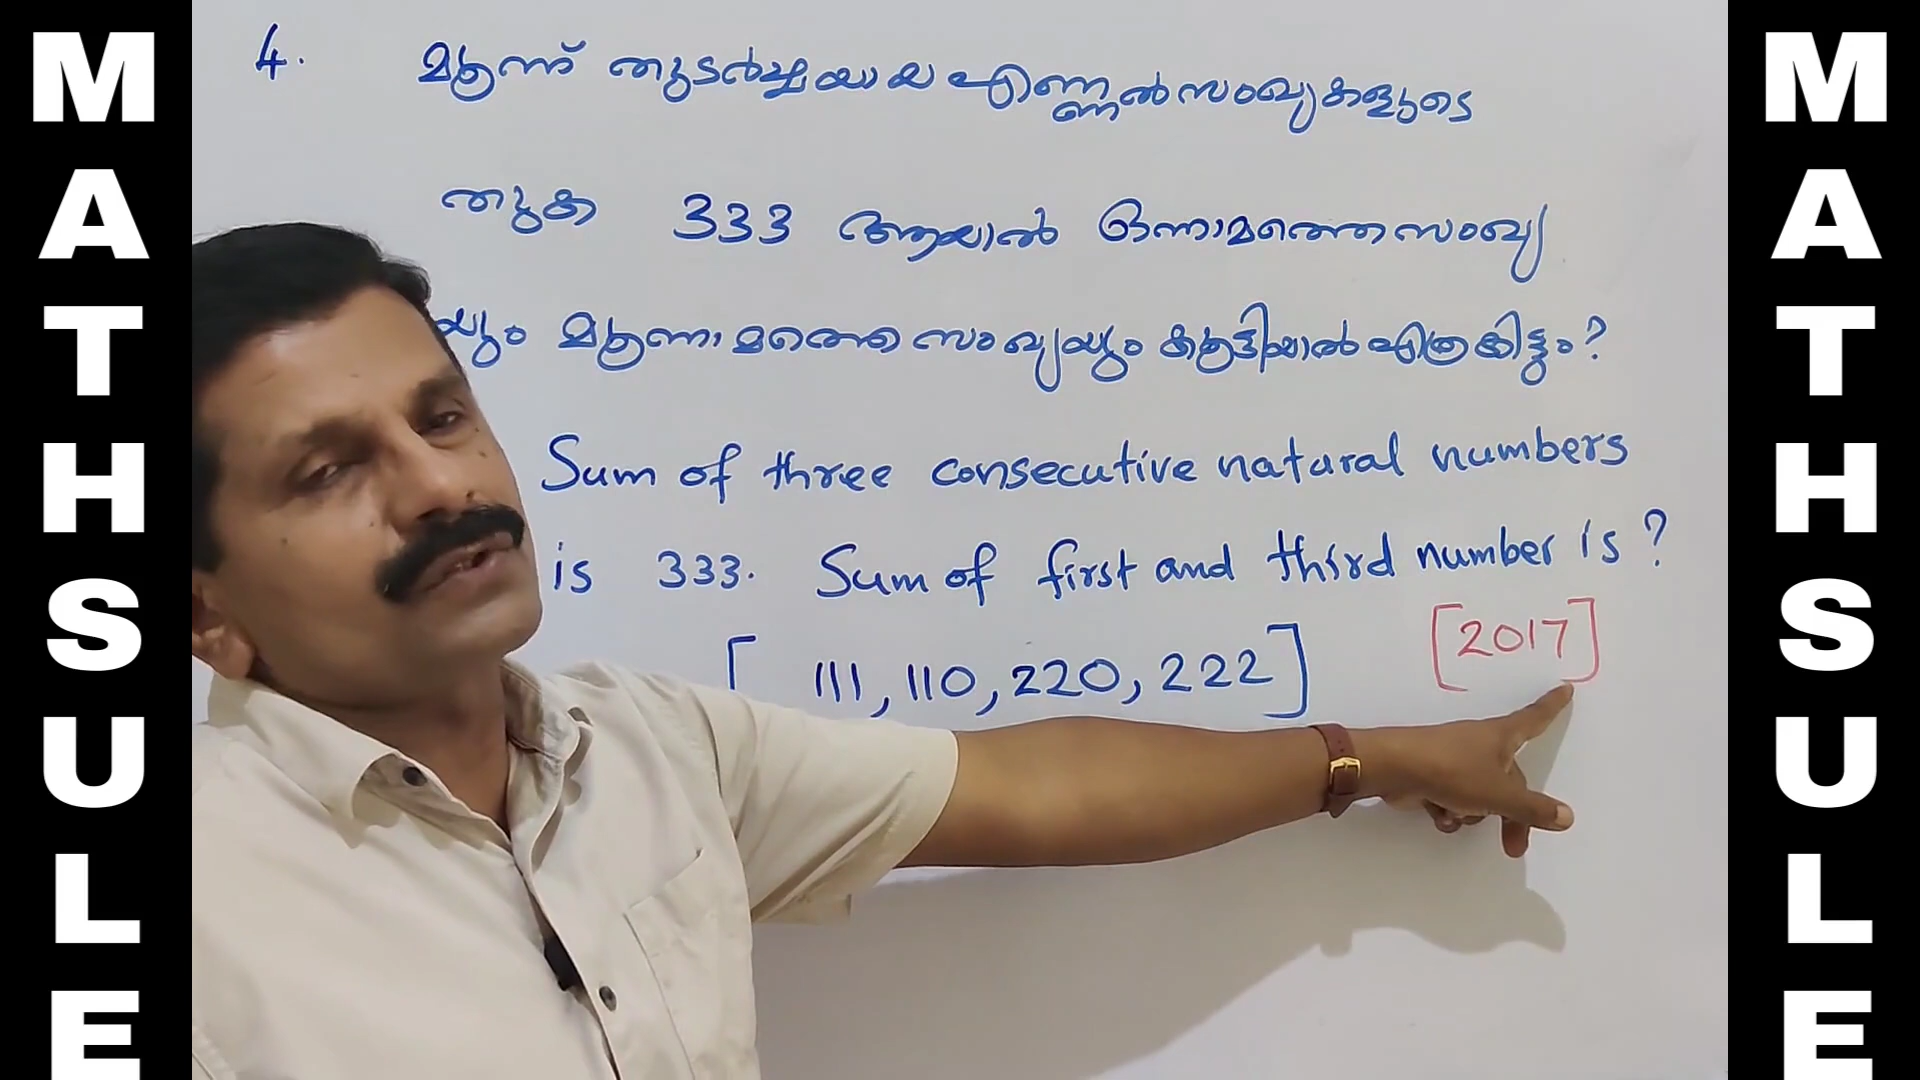 MATHSULE
4. മൂന്ന് തുടർച്ചയായ എണ്ണൽസംഖ്യകളുടെ
തുക 333 ആയാൽ ഒന്നാമത്തെ സംഖ്യ
യും മൂന്നാമത്തെ സംഖ്യയും കൂട്ടിയാൽ എത്ര കിട്ടും?
Sum of three consecutive natural numbers
is 333. Sum of first and third number is?
[2017]
[ 111, 110, 220, 222 ]
MATHSULE